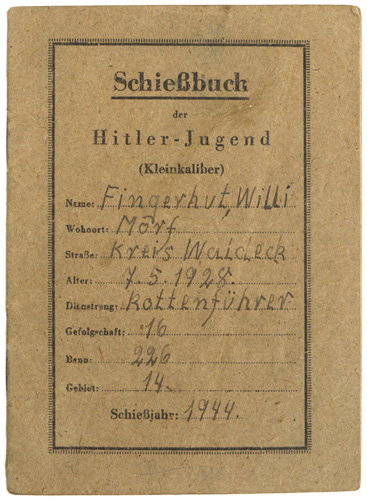 Schießbuch
der
Hitler-Jugend
(Kleinkaliber)
Name: Fingerhut, Willi
Wohnort: Mörf
Straße: Kreis Waldeck
Alter: 7.5.1928.
Dienstrang: Rottenführer
Gefolgschaft: 16
Bann: 226
Gebiet: 14.
Schießjahr: 1944.